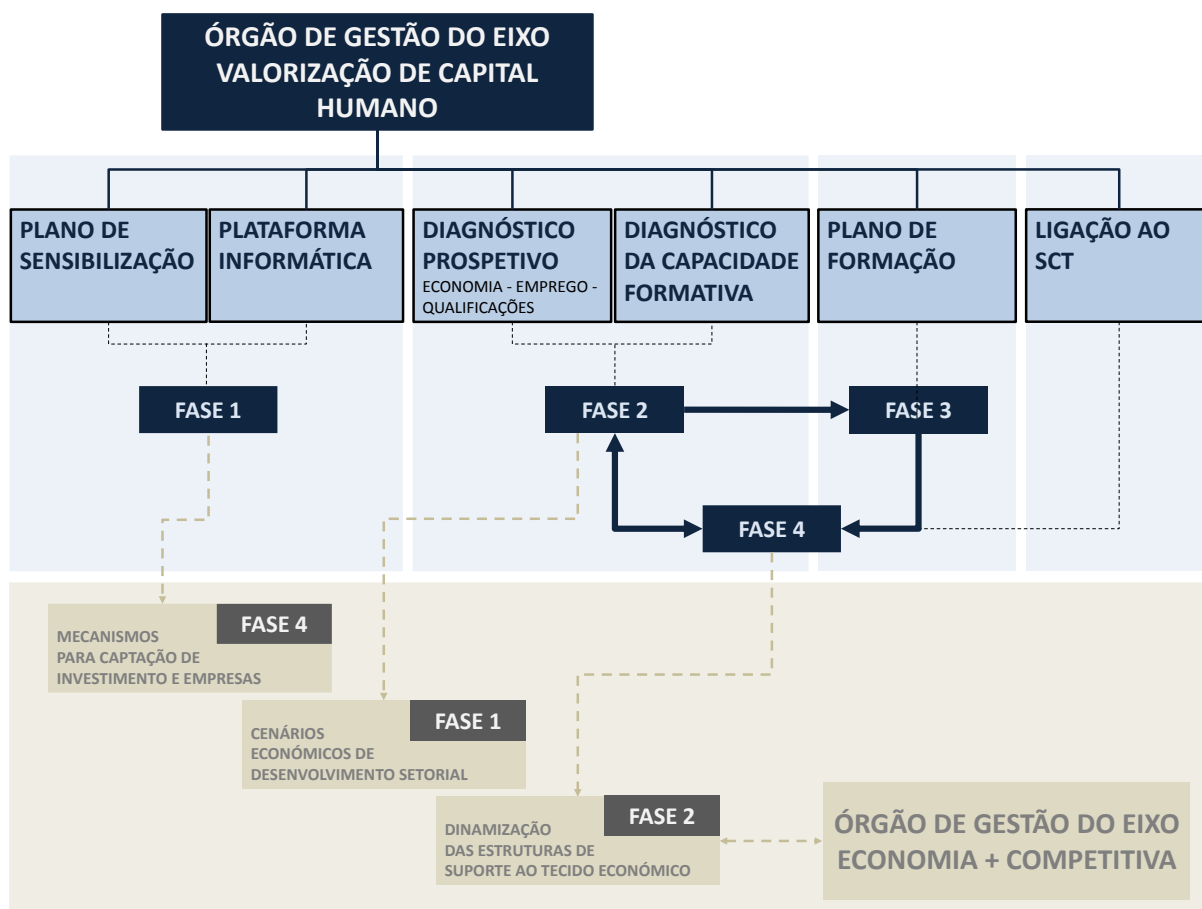 ÓRGÃO DE GESTÃO DO EIXO
VALORIZAÇÃO DE CAPITAL
HUMANO
PLANO DE
SENSIBILIZAÇÃO
PLATAFORMA
INFORMÁTICA
DIAGNÓSTICO
PROSPETIVO
ECONOMIA - EMPREGO -
QUALIFICAÇÕES
DIAGNÓSTICO
DA CAPACIDADE
FORMATIVA
PLANO DE
FORMAÇÃO
LIGAÇÃO AO
SCT
FASE 1
FASE 2
FASE 3
FASE 4
FASE 4
MECANISMOS
PARA CAPTAÇÃO DE
INVESTIMENTO E EMPRESAS
FASE 1
CENÁRIOS
ECONÓMICOS DE
DESENVOLVIMENTO SETORIAL
FASE 2
DINAMIZAÇÃO
DAS ESTRUTURAS DE
SUPORTE AO TECIDO ECONÓMICO
ÓRGÃO DE GESTÃO DO EIXO
ECONOMIA + COMPETITIVA